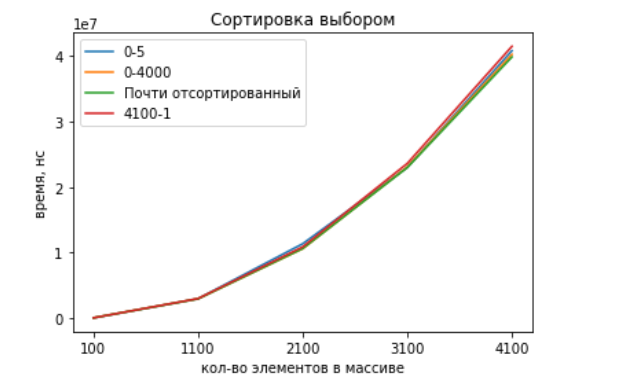 Сортировка выбором
1e7
0-5
0-4000
Почти отсортированный
4100-1
4
3
2
1
0
время, нс
100 1100 2100 3100 4100
кол-во элементов в массиве